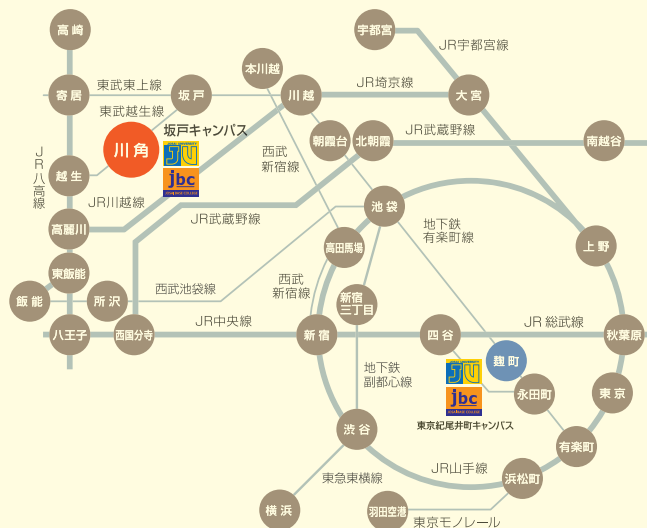 高崎
宇都宮
JR宇都宮線
本川越
東武東上線
寄居
坂戸
川越
JR埼京線
大宮
東武越生線
坂戸キャンパス
川角
JU
jbc
朝霞台
北朝霞
JR武蔵野線
南越谷
JR八高線
越生
西武
新宿線
JR川越線
JR武蔵野線
池袋
地下鉄
有楽町線
高麗川
高田馬場
上野
東飯能
飯能
所沢
西武池袋線
西武
新宿線
新宿
三丁目
八王子
西国分寺
JR中央線
新宿
四谷
JR 総武線
秋葉原
麹町
地下鉄
副都心線
JU
jbc
永田町
東京
東京紀尾井町キャンパス
渋谷
有楽町
JR山手線
東急東横線
浜松町
横浜
羽田空港
東京モノレール